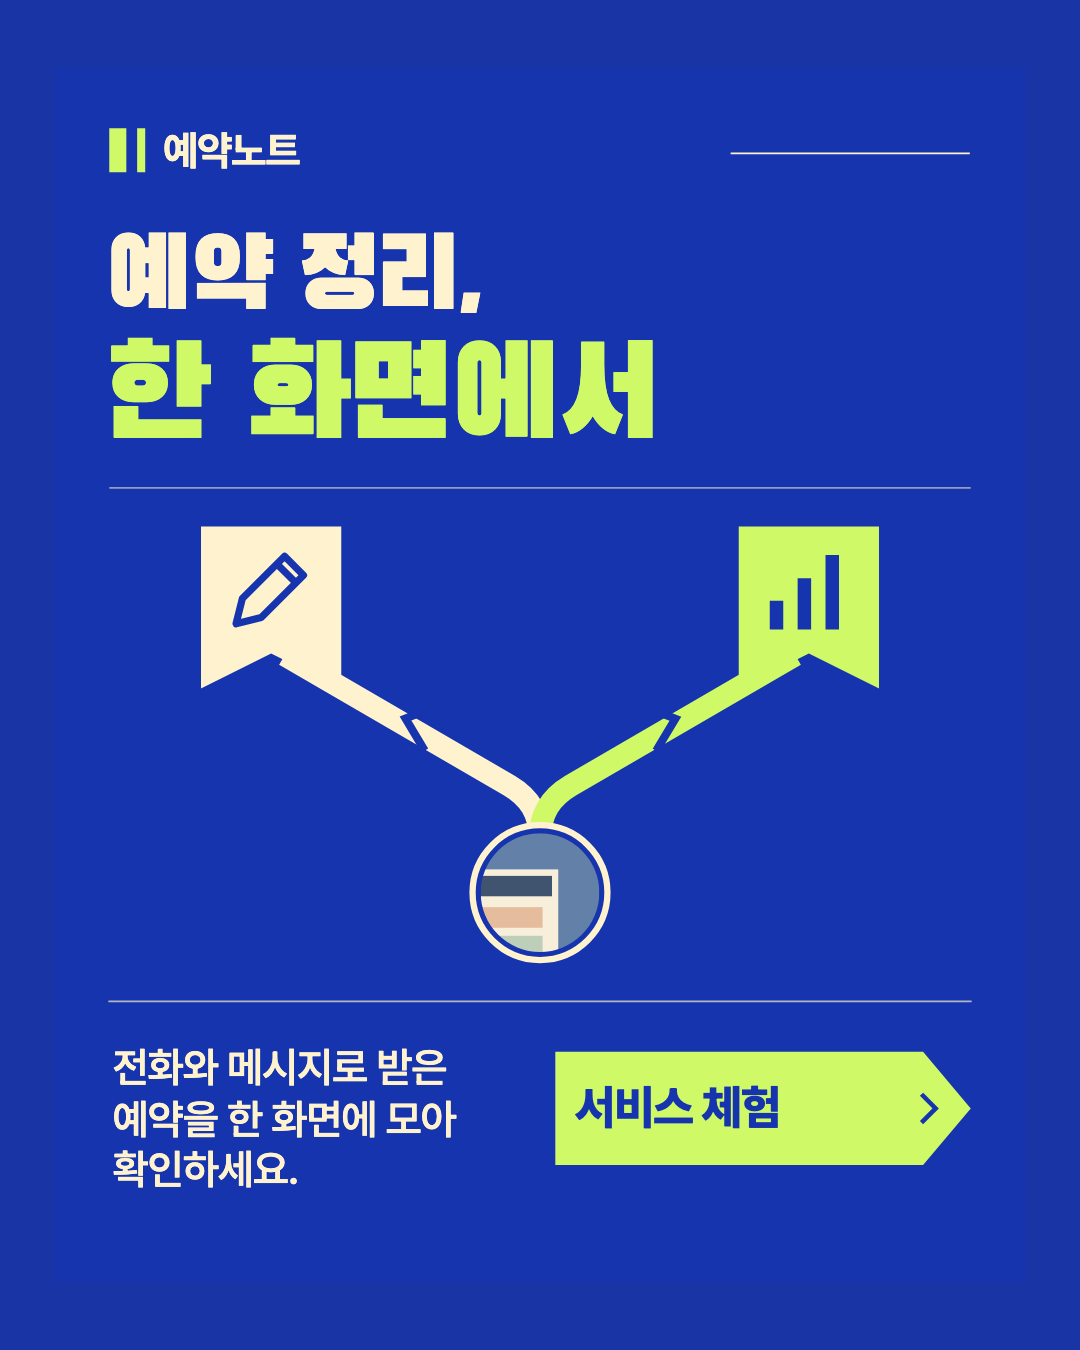 예약노트
예약 정리,
한 화면에서
전화와 메시지로 받은
예약을 한 화면에 모아
확인하세요.
서비스 체험